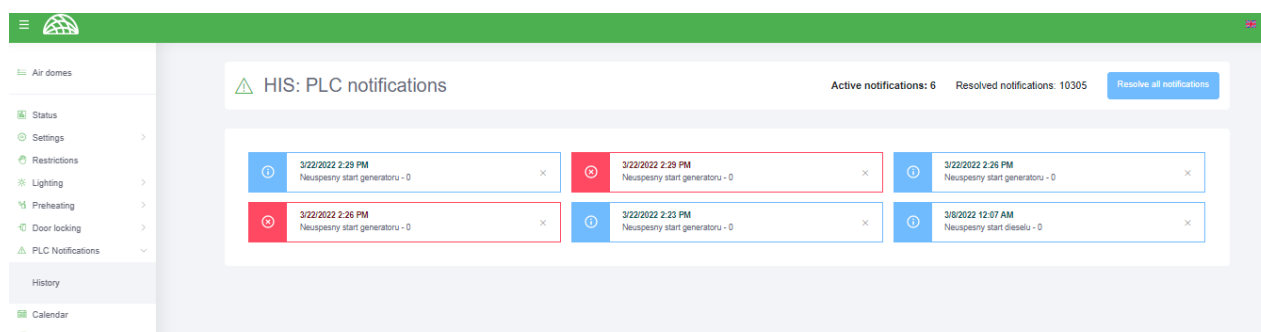 Air domes
Status
Settings
Restrictions
Lighting
Preheating
Door locking
PLC Notifications
History
Calendar
HIS: PLC notifications
Active notifications: 6 Resolved notifications: 10305 Resolve all notifications
3/22/2022 2:29 PM
Neuspesny start generatoru - 0
3/22/2022 2:29 PM
Neuspesny start generatoru - 0
3/22/2022 2:26 PM
Neuspesny start generatoru - 0
3/22/2022 2:26 PM
Neuspesny start generatoru - 0
3/22/2022 2:23 PM
Neuspesny start generatoru - 0
3/8/2022 12:07 AM
Neuspesny start dieselu - 0